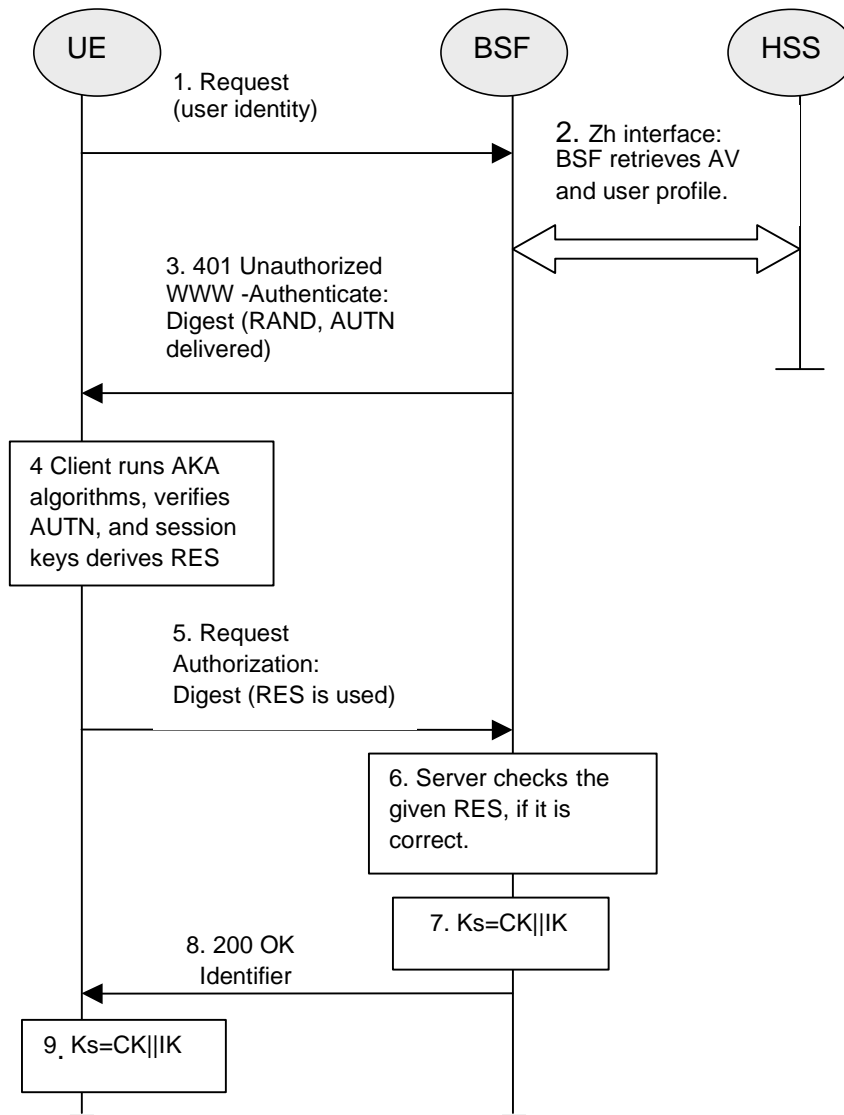 UE
BSF
HSS
1. Request
(user identity)
2. Zh interface:
BSF retrieves AV
and user profile.
3. 401 Unauthorized
WWW -Authenticate:
Digest (RAND, AUTN
delivered)
4 Client runs AKA
algorithms, verifies
AUTN, and session
keys derives RES
5. Request
Authorization:
Digest (RES is used)
6. Server checks the
given RES, if it is
correct.
7. Ks=CK||IK
8. 200 OK
Identifier
9. Ks=CK||IK